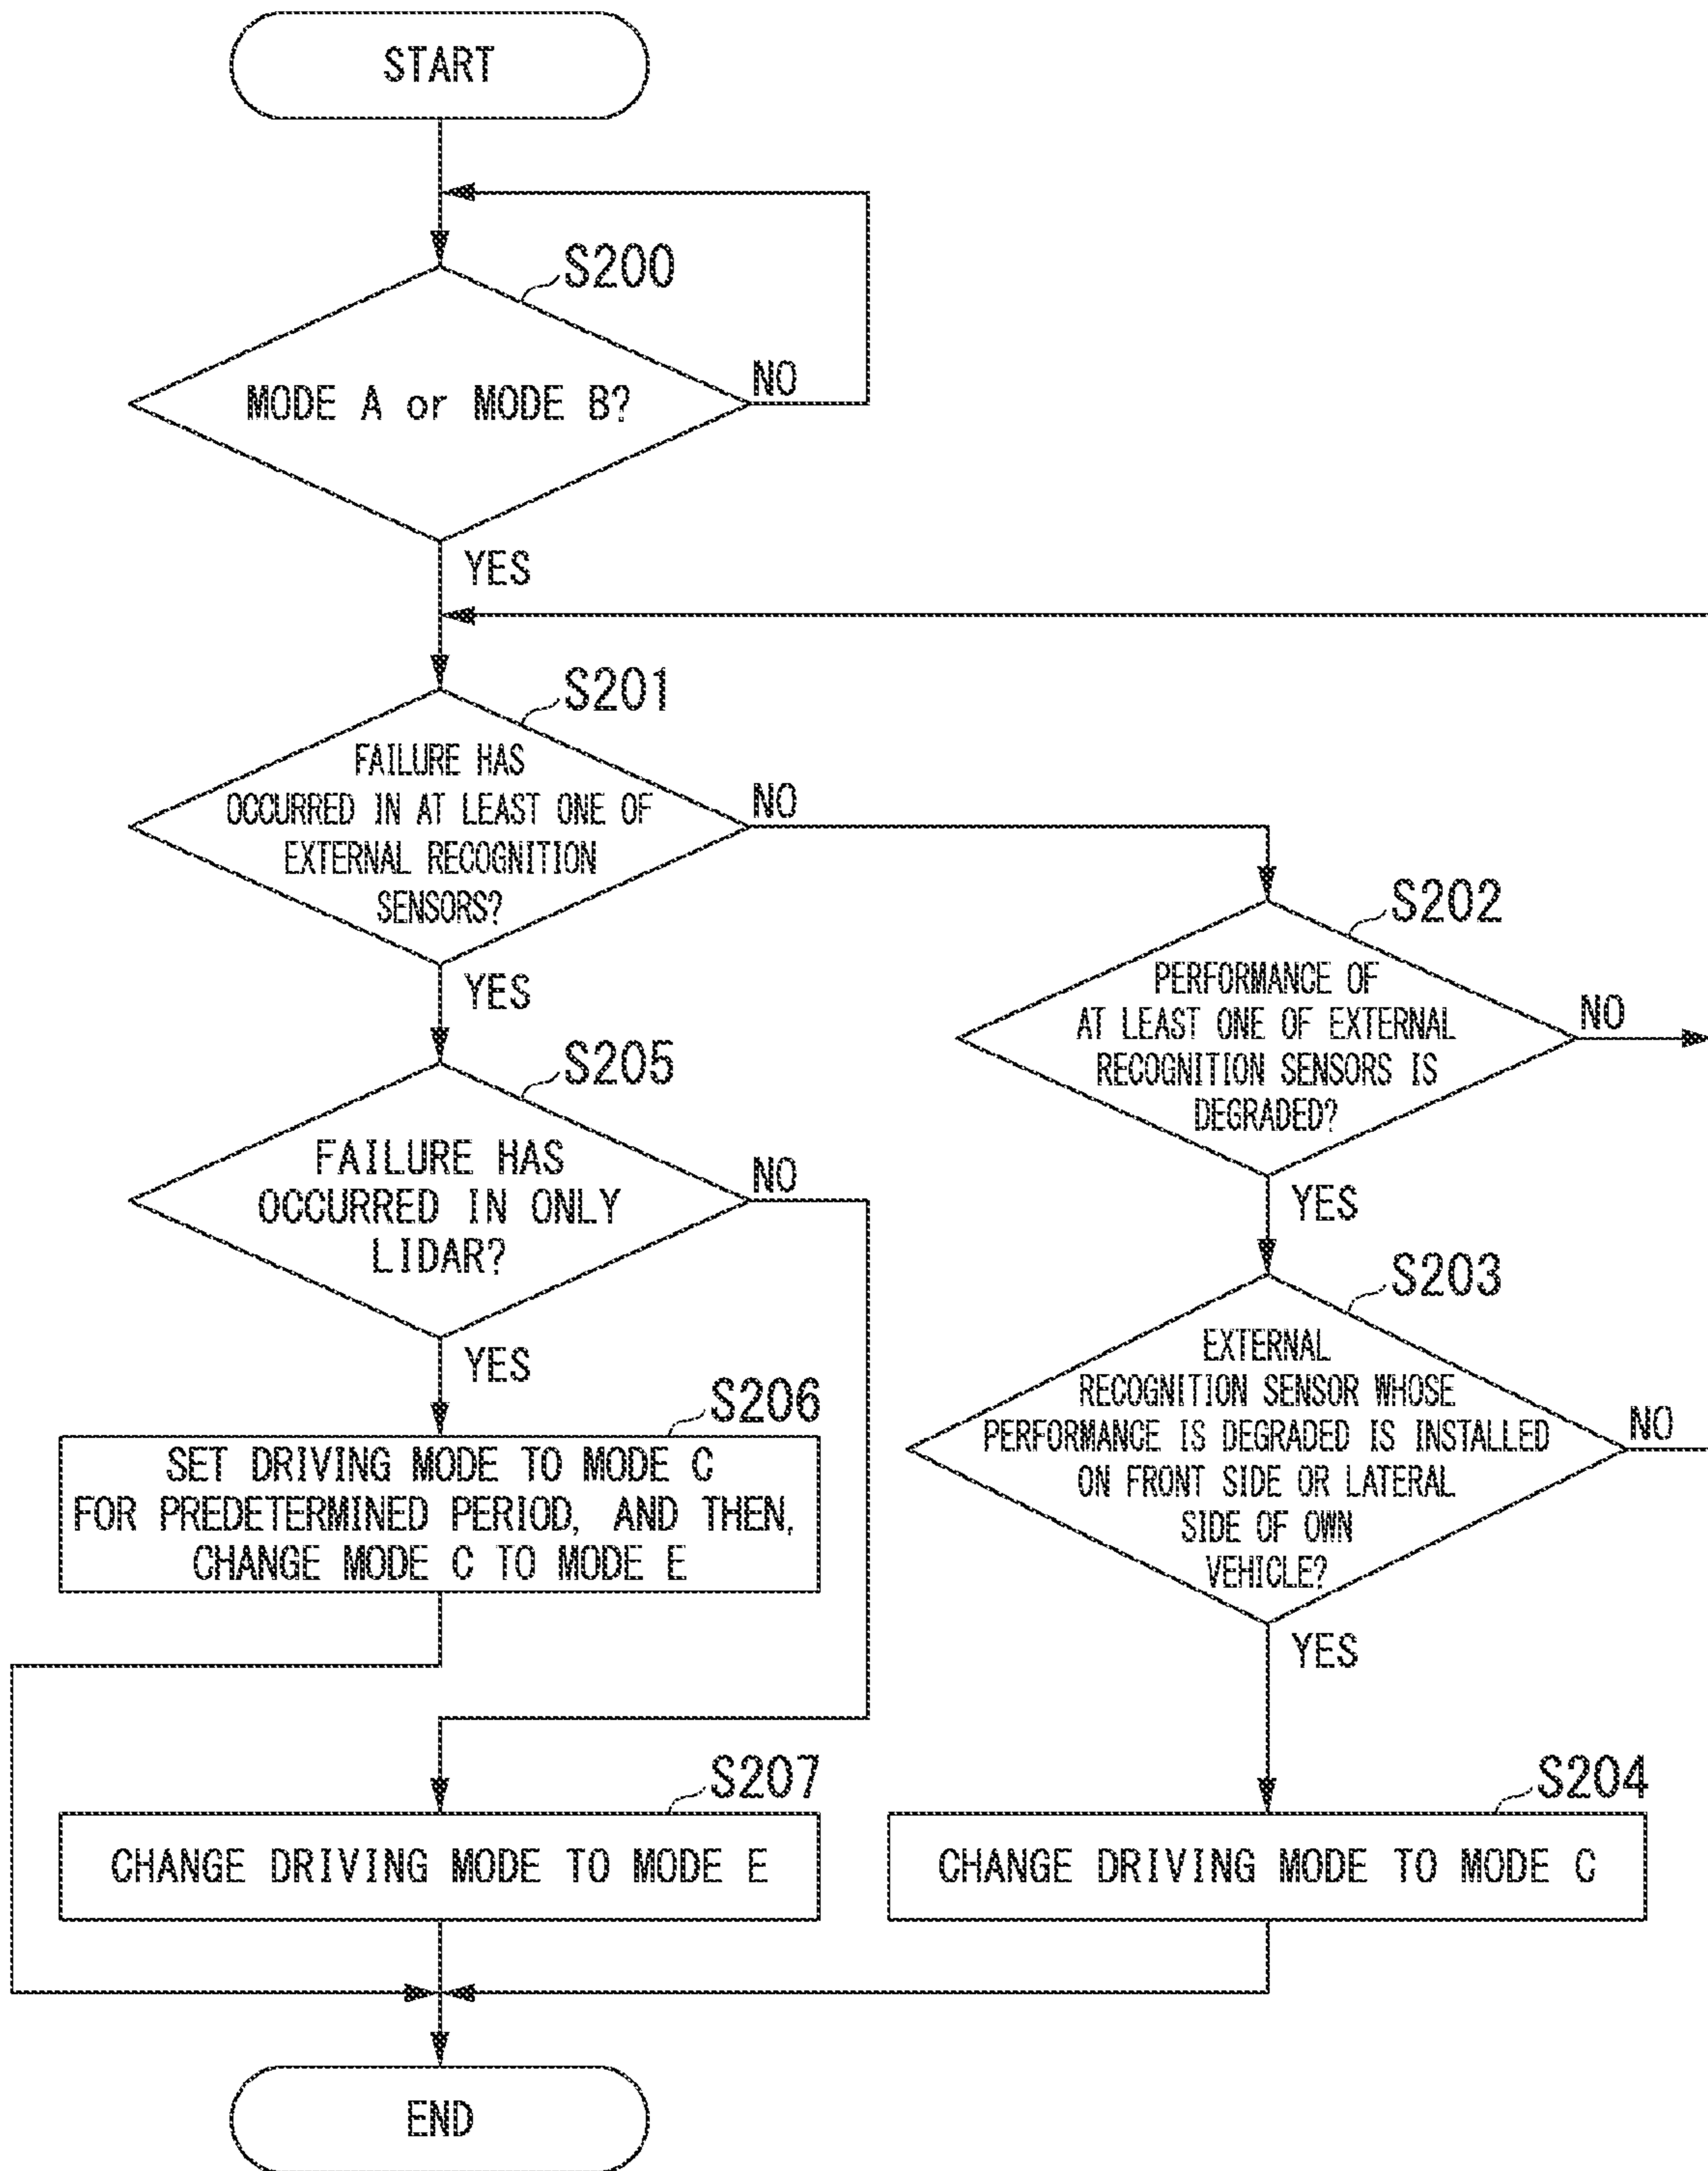 START
S200
MODE A or MODE B?
NO
YES
S201
FAILURE HAS
OCCURRED IN AT LEAST ONE OF
EXTERNAL RECOGNITION
SENSORS?
NO
YES
S202
PERFORMANCE OF
AT LEAST ONE OF EXTERNAL
RECOGNITION SENSORS IS
DEGRADED?
NO
YES
S205
FAILURE HAS
OCCURRED IN ONLY
LIDAR?
NO
YES
S203
EXTERNAL
RECOGNITION SENSOR WHOSE
PERFORMANCE IS DEGRADED IS INSTALLED
ON FRONT SIDE OR LATERAL
SIDE OF OWN
VEHICLE?
NO
YES
S206
SET DRIVING MODE TO MODE C
FOR PREDETERMINED PERIOD, AND THEN,
CHANGE MODE C TO MODE E
S207
CHANGE DRIVING MODE TO MODE E
S204
CHANGE DRIVING MODE TO MODE C
END